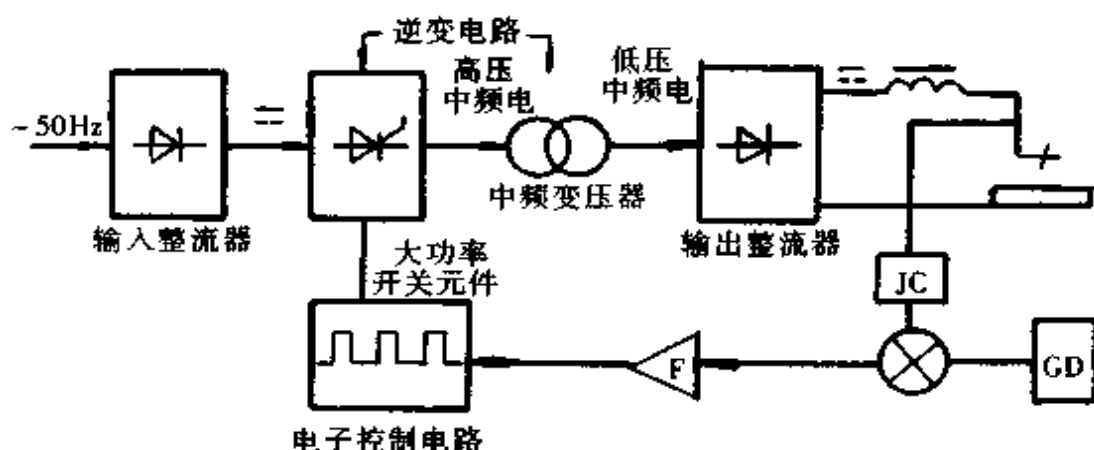 逆变电路
高压
中频电
低压
中频电
~50Hz
中频变压器
输入整流器
输出整流器
大功率
开关元件
JC
F
GD
电子控制电路